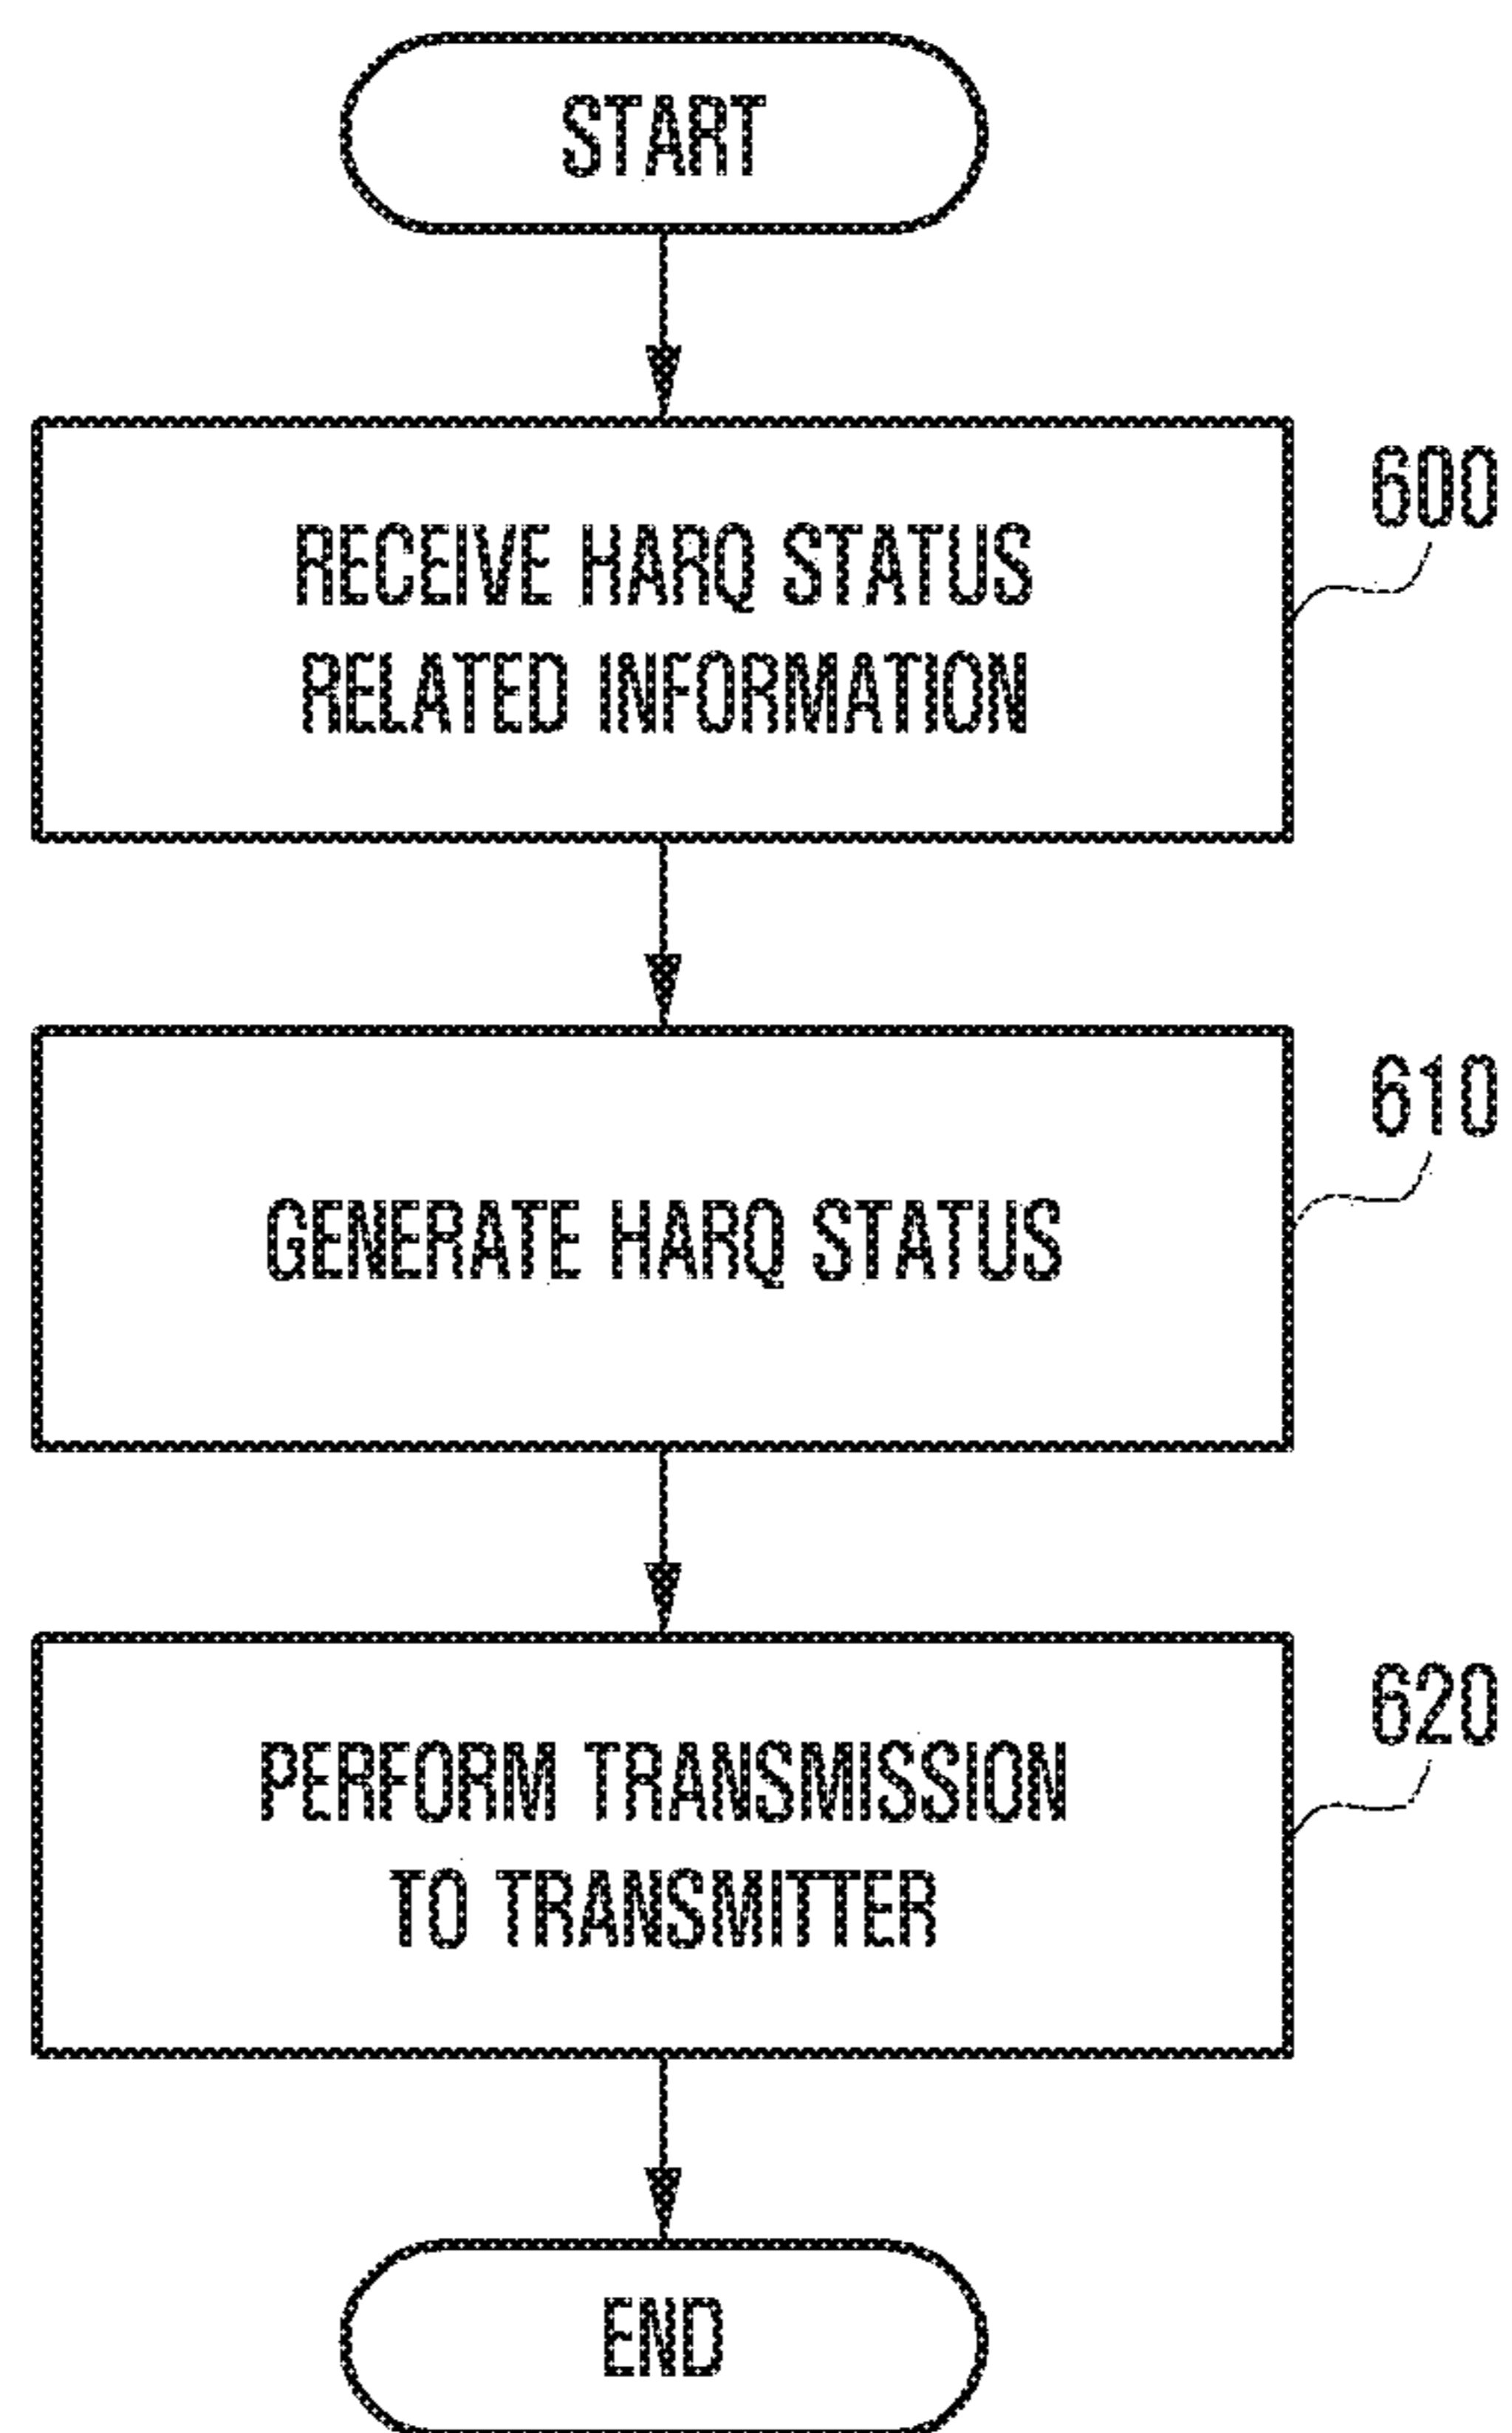 START
RECEIVE HARQ STATUS
RELATED INFORMATION
600
GENERATE HARQ STATUS
610
PERFORM TRANSMISSION
TO TRANSMITTER
620
END